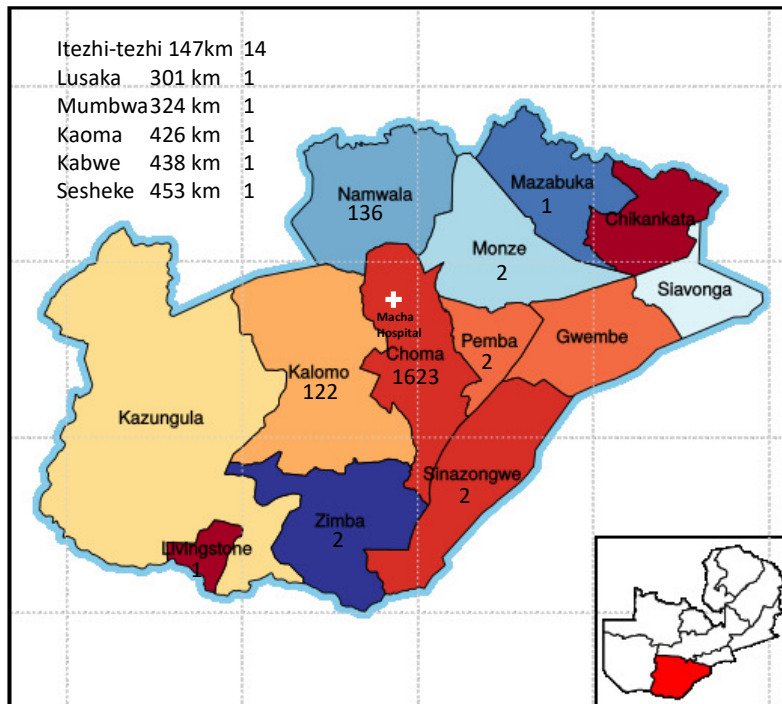 Itezhi-tezhi 147km 14
Lusaka 301 km 1
Mumbwa 324 km 1
Kaoma 426 km 1
Kabwe 438 km 1
Sesheke 453 km 1
Namwala
136
Mazabuka
1
Chikankata
Monze
2
Siavonga
Macha
Hospital
Choma
1623
Pemba
2
Gwembe
Kalomo
122
Kazungula
Sinazongwe
2
Zimba
2
Livingstone
1